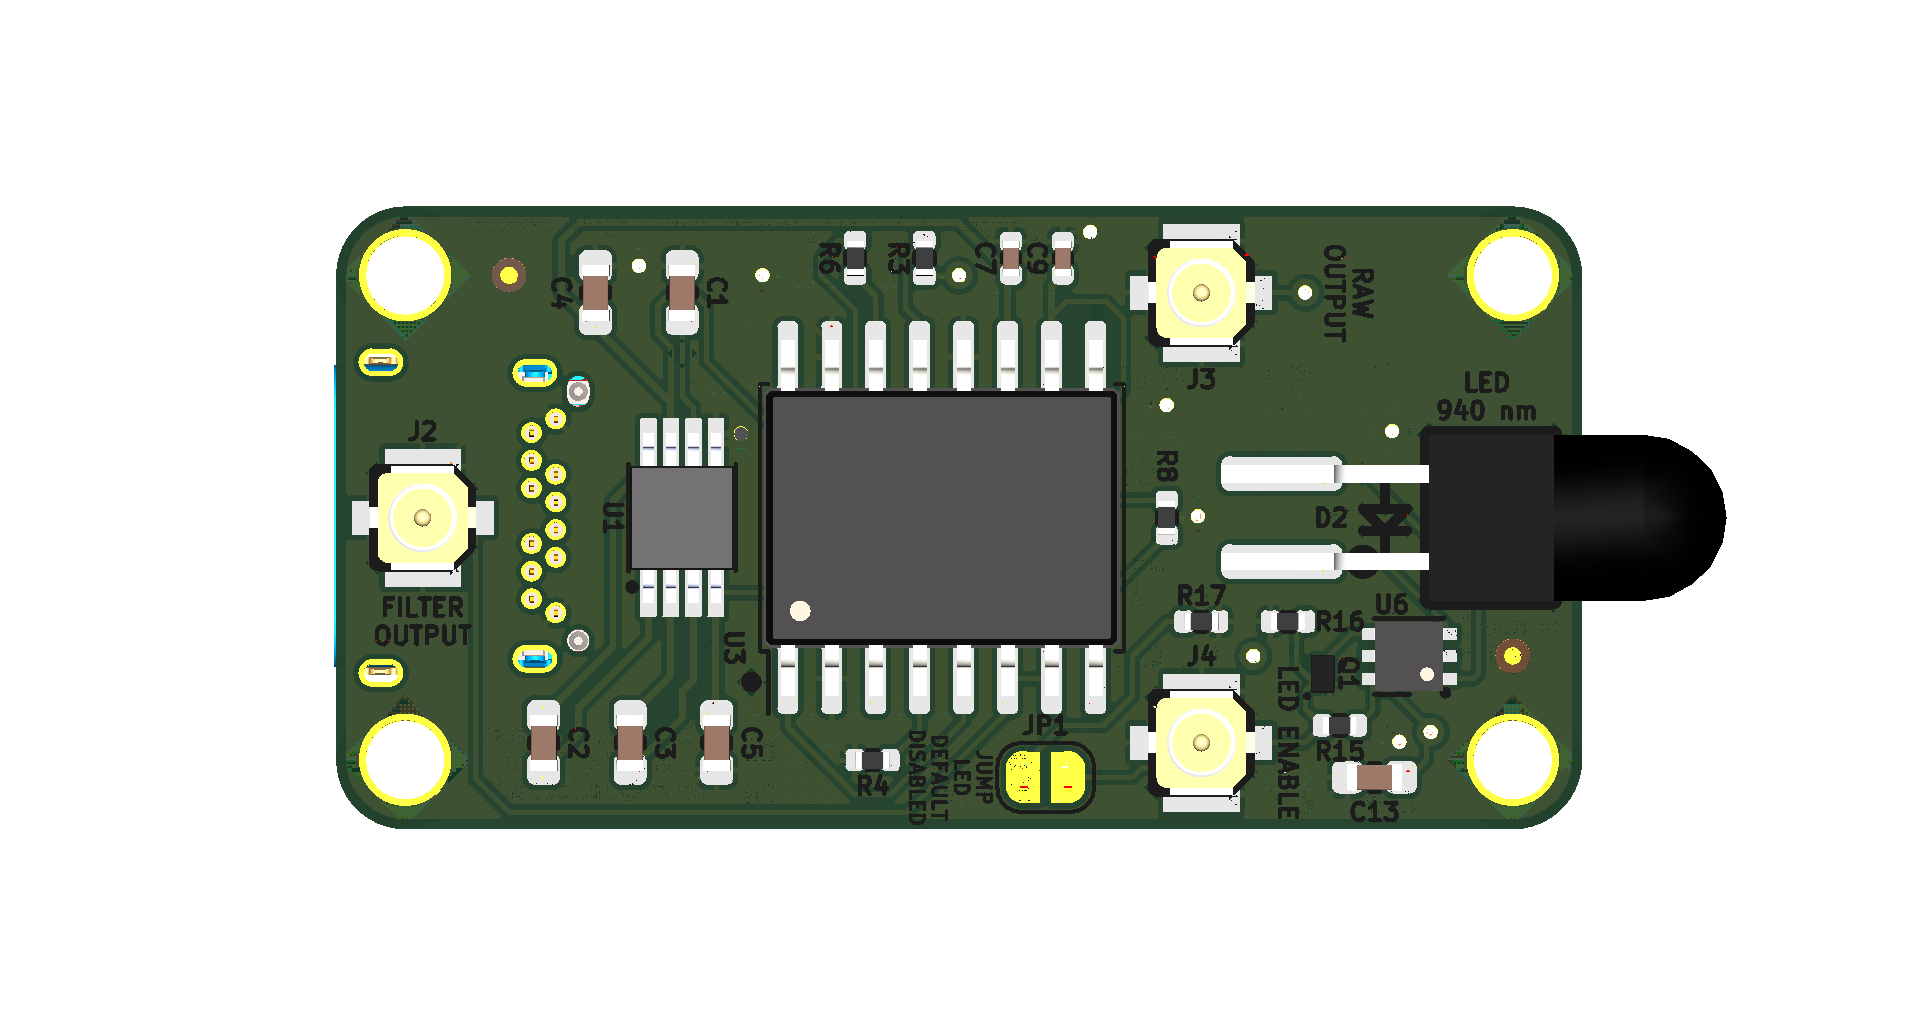 R6
R3
C7
C9
C4
C1
RAW
OUTPUT
J3
LED
940 nm
J2
R8
U1
D2
FILTER
OUTPUT
R17
R16
U6
U3
J4
Q1
LED ENABLE
JP1
C2
C3
C5
R4
JUMP
LED
DEFAULT
DISABLED
R15
C13